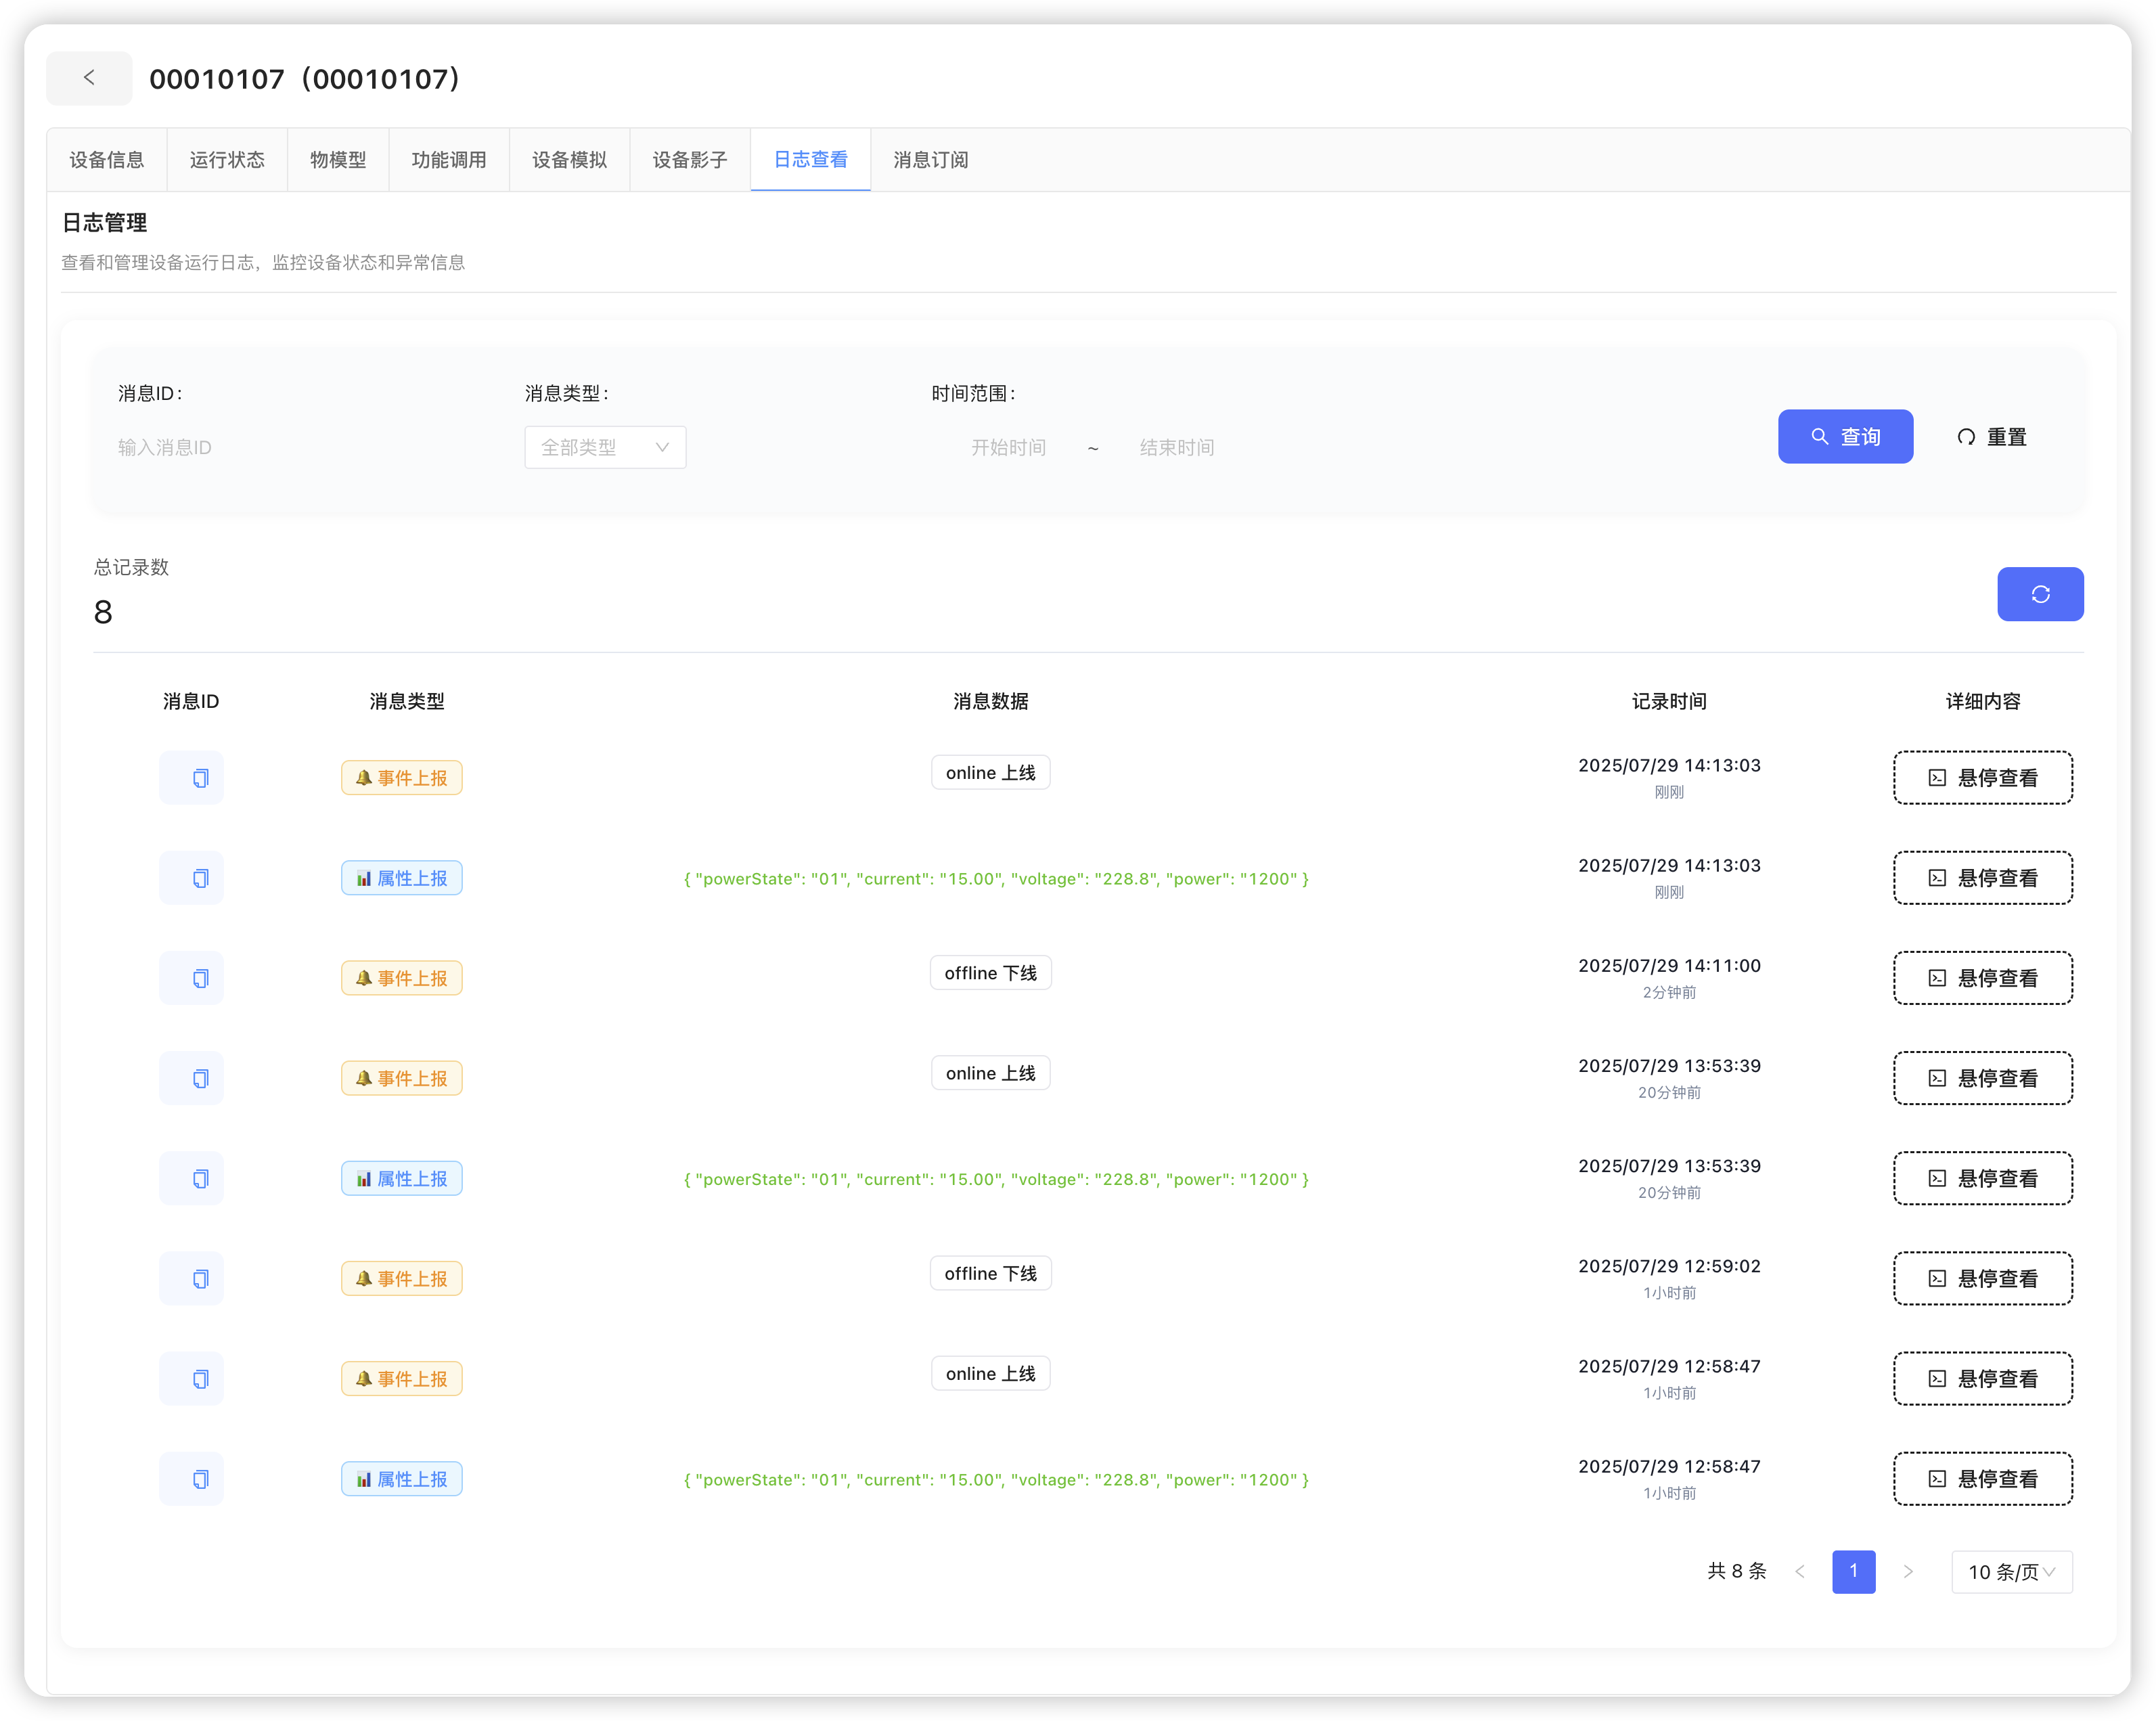 00010107（00010107）
设备信息 运行状态 物模型 功能调用 设备模拟 设备影子 日志查看 消息订阅
日志管理
查看和管理设备运行日志，监控设备状态和异常信息
消息ID： 消息类型： 时间范围：
输入消息ID 全部类型 开始时间 ~ 结束时间 查询 重置
总记录数
8
消息ID 消息类型 消息数据 记录时间 详细内容
事件上报 online 上线 2025/07/29 14:13:03 悬停查看
刚刚
属性上报 { "powerState": "01", "current": "15.00", "voltage": "228.8", "power": "1200" } 2025/07/29 14:13:03 悬停查看
刚刚
事件上报 offline 下线 2025/07/29 14:11:00 悬停查看
2分钟前
事件上报 online 上线 2025/07/29 13:53:39 悬停查看
20分钟前
属性上报 { "powerState": "01", "current": "15.00", "voltage": "228.8", "power": "1200" } 2025/07/29 13:53:39 悬停查看
20分钟前
事件上报 offline 下线 2025/07/29 12:59:02 悬停查看
1小时前
事件上报 online 上线 2025/07/29 12:58:47 悬停查看
1小时前
属性上报 { "powerState": "01", "current": "15.00", "voltage": "228.8", "power": "1200" } 2025/07/29 12:58:47 悬停查看
1小时前
共 8 条 < 1 > 10 条/页